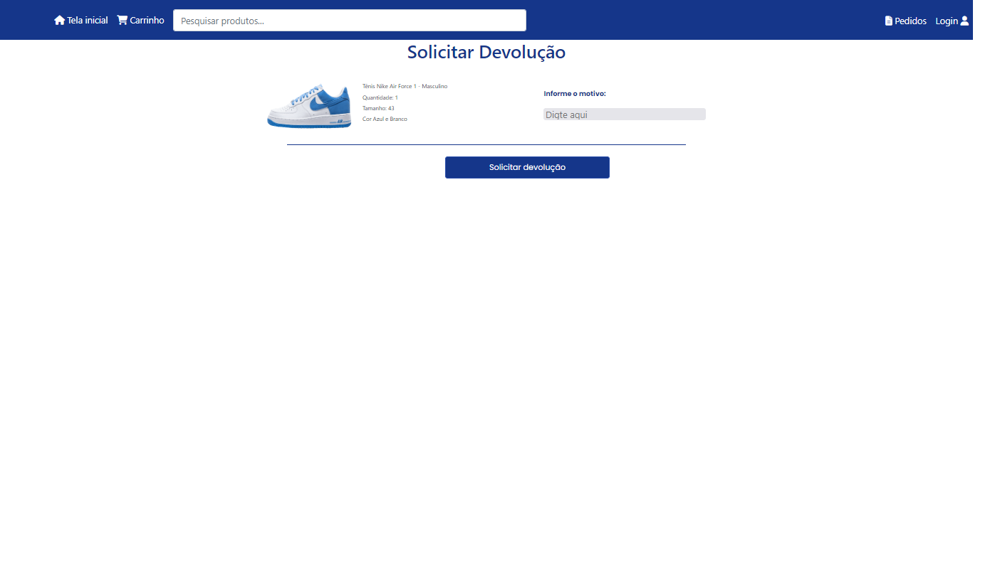 Tela inicial Carrinho Pesquisar produtos... Pedidos Login
Solicitar Devolução
Tênis Nike Air Force 1 - Masculino
Quantidade: 1
Tamanho: 43
Cor Azul e Branco
Informe o motivo:
Digte aqui
Solicitar devolução